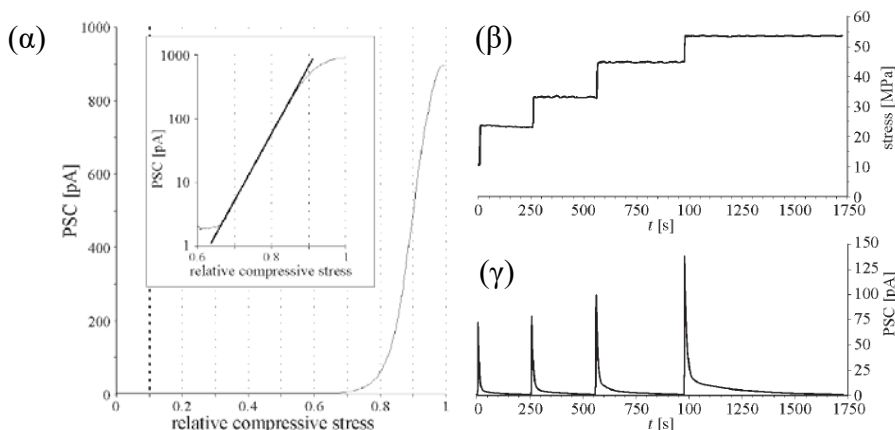 (α)
1000
800
600
400
200
0
PSC [pA]
0 0.2 0.4 0.6 0.8 1
relative compressive stress
1000
100
10
1
PSC [pA]
0.6 0.8 1
relative compressive stress
(β)
60
50
40
30
20
10
0
stress [MPa]
0 250 500 750 100 1250 1500 1750
t [s]
(γ)
150
125
100
75
50
25
0
PSC [pA]
0 250 500 750 100 1250 1500 1750
t [s]